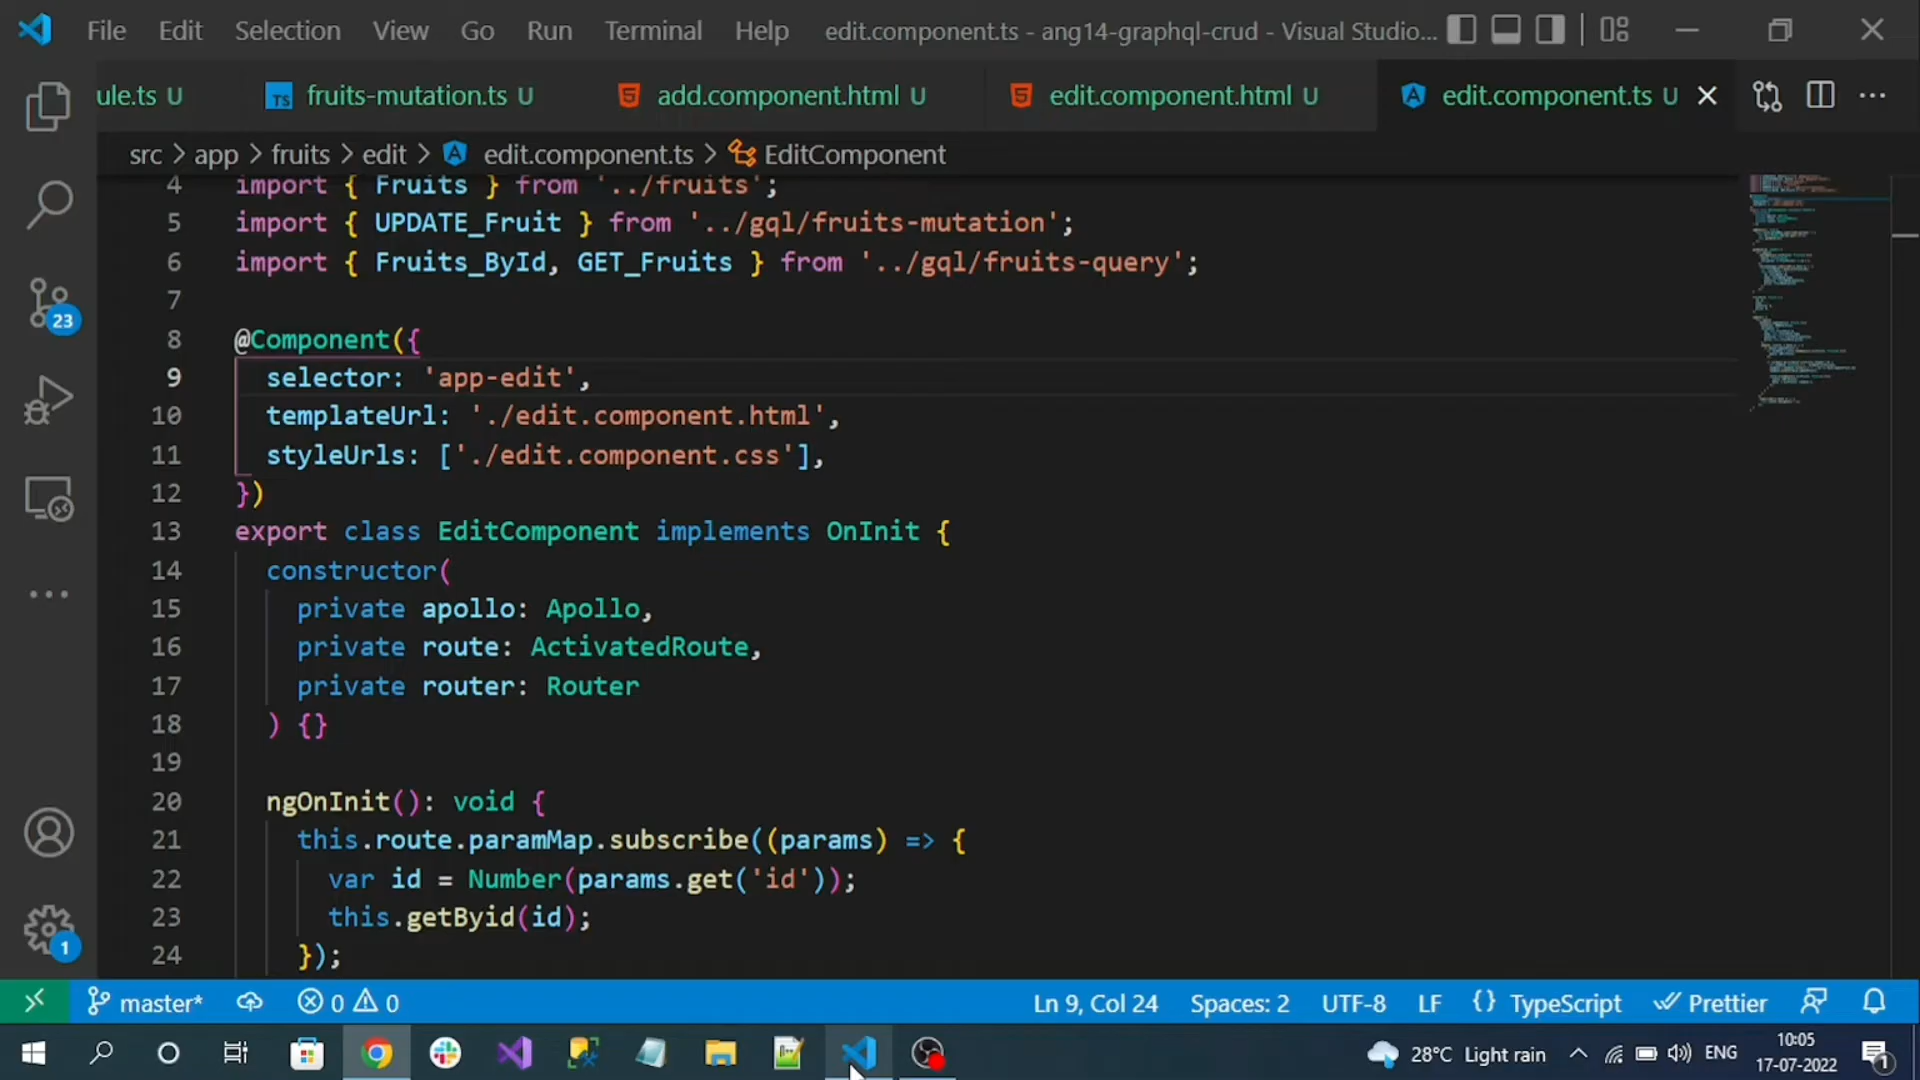 File Edit Selection View Go Run Terminal Help edit.component.ts - ang14-graphql-crud - Visual Studio...
ule.ts U TS fruits-mutation.ts U add.component.html U edit.component.html U edit.component.ts U
src > app > fruits > edit > edit.component.ts > EditComponent
4 import { Fruits } from '../fruits';
5 import { UPDATE_Fruit } from '../gql/fruits-mutation';
6 import { Fruits_ById, GET_Fruits } from '../gql/fruits-query';
7
8 @Component({
9 selector: 'app-edit',
10 templateUrl: './edit.component.html',
11 styleUrls: ['./edit.component.css'],
12 })
13 export class EditComponent implements OnInit {
14 constructor(
15 private apollo: Apollo,
16 private route: ActivatedRoute,
17 private router: Router
18 ) {}
19
20 ngOnInit(): void {
21 this.route.paramMap.subscribe((params) => {
22 var id = Number(params.get('id'));
23 this.getByid(id);
24 });
23
1
master* 0 0 Ln 9, Col 24 Spaces: 2 UTF-8 LF {} TypeScript Prettier
28°C Light rain ENG 10:05
17-07-2022 1